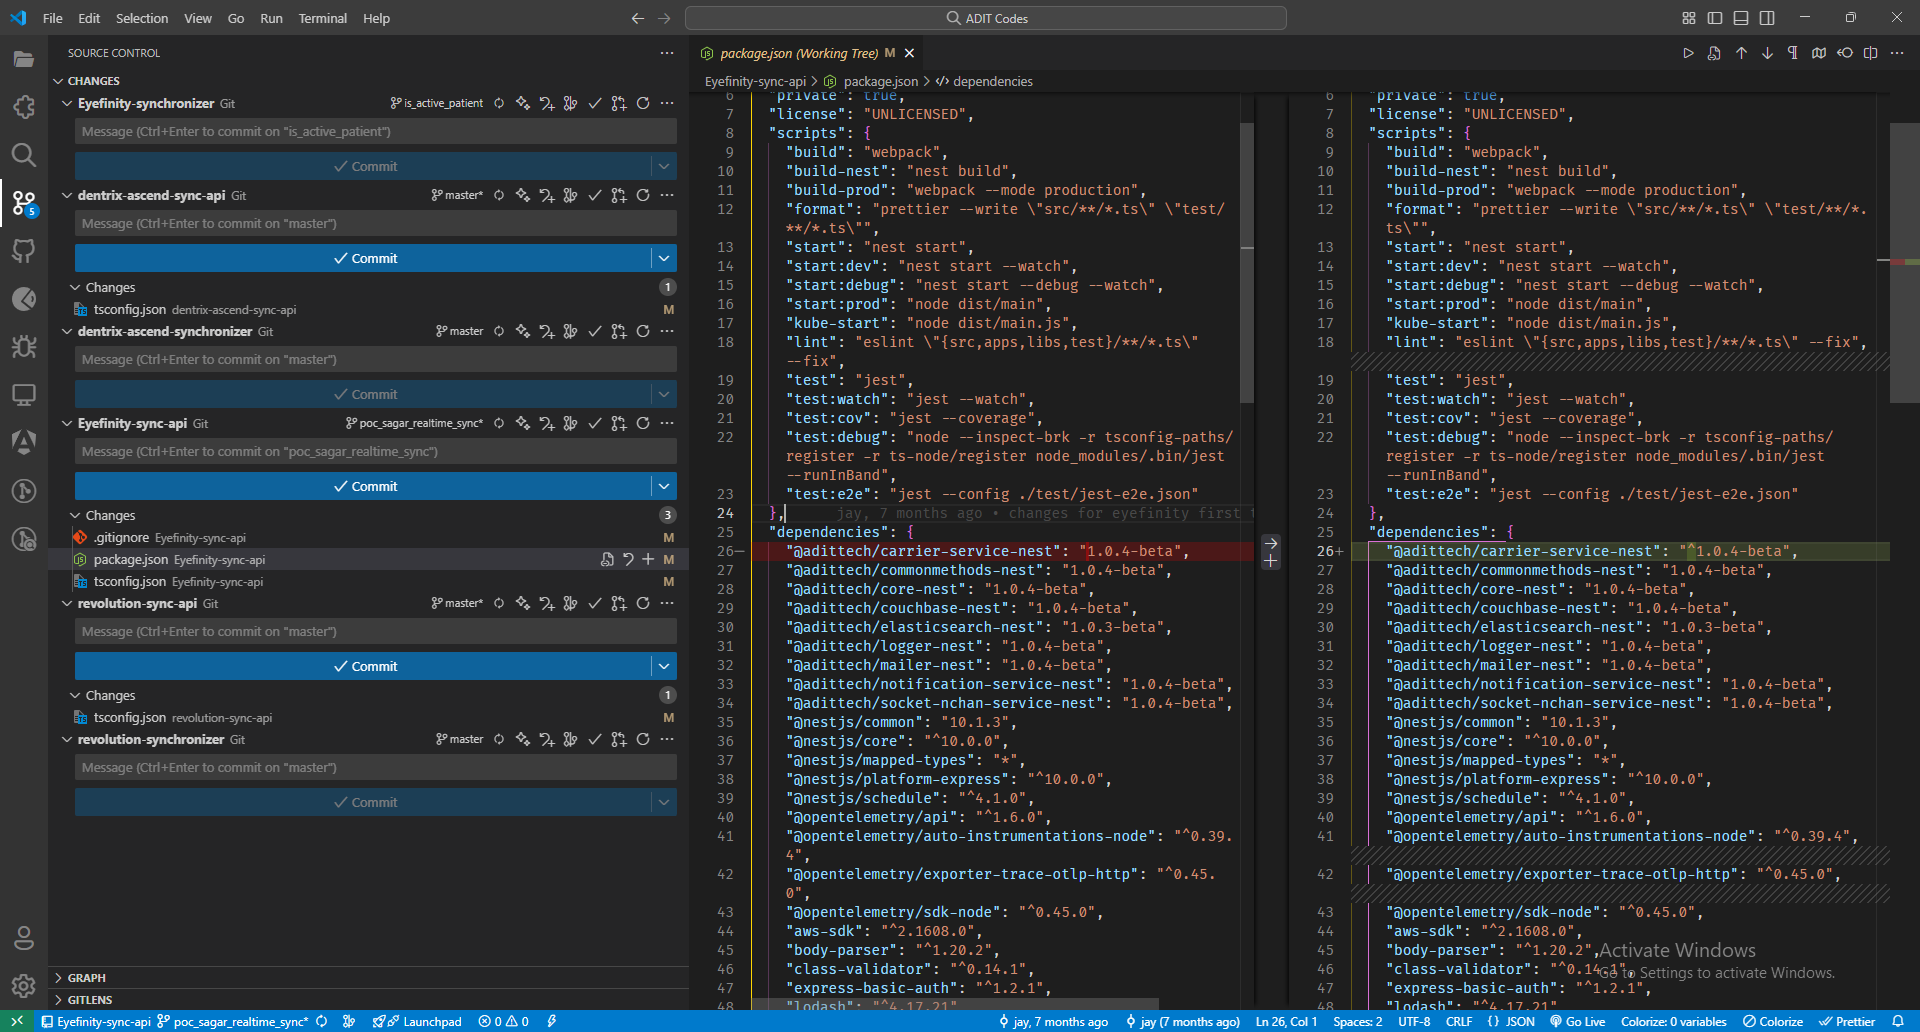 File Edit Selection View Go Run Terminal Help
ADIT Codes
SOURCE CONTROL
CHANGES
Eyefinity-synchronizer Git is_active_patient
Message (Ctrl+Enter to commit on "is_active_patient")
Commit
dentrix-ascend-sync-api Git master*
Message (Ctrl+Enter to commit on "master")
Commit
Changes 1
tsconfig.json dentrix-ascend-sync-api M
dentrix-ascend-synchronizer Git master
Message (Ctrl+Enter to commit on "master")
Commit
Eyefinity-sync-api Git poc_sagar_realtime_sync*
Message (Ctrl+Enter to commit on "poc_sagar_realtime_sync")
Commit
Changes 3
.gitignore Eyefinity-sync-api M
package.json Eyefinity-sync-api M
tsconfig.json Eyefinity-sync-api M
revolution-sync-api Git master*
Message (Ctrl+Enter to commit on "master")
Commit
Changes 1
tsconfig.json revolution-sync-api M
revolution-synchronizer Git master
Message (Ctrl+Enter to commit on "master")
Commit
GRAPH
GITLENS
5
package.json (Working Tree) M
Eyefinity-sync-api > package.json > dependencies
6 "private": true,
7 "license": "UNLICENSED",
8 "scripts": {
9 "build": "webpack",
10 "build-nest": "nest build",
11 "build-prod": "webpack --mode production",
12 "format": "prettier --write \"src/**/*.ts\" \"test/
**/*.ts\"",
13 "start": "nest start",
14 "start:dev": "nest start --watch",
15 "start:debug": "nest start --debug --watch",
16 "start:prod": "node dist/main",
17 "kube-start": "node dist/main.js",
18 "lint": "eslint \"{src,apps,libs,test}/**/*.ts\"
--fix",
19 "test": "jest",
20 "test:watch": "jest --watch",
21 "test:cov": "jest --coverage",
22 "test:debug": "node --inspect-brk -r tsconfig-paths/
register -r ts-node/register node_modules/.bin/jest
--runInBand",
23 "test:e2e": "jest --config ./test/jest-e2e.json"
24 }, jay, 7 months ago • changes for eyefinity first
25 "dependencies": {
26− "@adittech/carrier-service-nest": "1.0.4-beta",
27 "@adittech/commonmethods-nest": "1.0.4-beta",
28 "@adittech/core-nest": "1.0.4-beta",
29 "@adittech/couchbase-nest": "1.0.4-beta",
30 "@adittech/elasticsearch-nest": "1.0.3-beta",
31 "@adittech/logger-nest": "1.0.4-beta",
32 "@adittech/mailer-nest": "1.0.4-beta",
33 "@adittech/notification-service-nest": "1.0.4-beta",
34 "@adittech/socket-nchan-service-nest": "1.0.4-beta",
35 "@nestjs/common": "10.1.3",
36 "@nestjs/core": "^10.0.0",
37 "@nestjs/mapped-types": "*",
38 "@nestjs/platform-express": "^10.0.0",
39 "@nestjs/schedule": "^4.1.0",
40 "@opentelemetry/api": "^1.6.0",
41 "@opentelemetry/auto-instrumentations-node": "^0.39.
4",
42 "@opentelemetry/exporter-trace-otlp-http": "^0.45.
0",
43 "@opentelemetry/sdk-node": "^0.45.0",
44 "aws-sdk": "^2.1608.0",
45 "body-parser": "^1.20.2",
46 "class-validator": "^0.14.1",
47 "express-basic-auth": "^1.2.1",
48 "lodash": "^4.17.21"
6 "private": true,
7 "license": "UNLICENSED",
8 "scripts": {
9 "build": "webpack",
10 "build-nest": "nest build",
11 "build-prod": "webpack --mode production",
12 "format": "prettier --write \"src/**/*.ts\" \"test/**/*.
ts\"",
13 "start": "nest start",
14 "start:dev": "nest start --watch",
15 "start:debug": "nest start --debug --watch",
16 "start:prod": "node dist/main",
17 "kube-start": "node dist/main.js",
18 "lint": "eslint \"{src,apps,libs,test}/**/*.ts\" --fix",
19 "test": "jest",
20 "test:watch": "jest --watch",
21 "test:cov": "jest --coverage",
22 "test:debug": "node --inspect-brk -r tsconfig-paths/
register -r ts-node/register node_modules/.bin/jest
--runInBand",
23 "test:e2e": "jest --config ./test/jest-e2e.json"
24 },
25 "dependencies": {
26+ "@adittech/carrier-service-nest": "^1.0.4-beta",
27 "@adittech/commonmethods-nest": "1.0.4-beta",
28 "@adittech/core-nest": "1.0.4-beta",
29 "@adittech/couchbase-nest": "1.0.4-beta",
30 "@adittech/elasticsearch-nest": "1.0.3-beta",
31 "@adittech/logger-nest": "1.0.4-beta",
32 "@adittech/mailer-nest": "1.0.4-beta",
33 "@adittech/notification-service-nest": "1.0.4-beta",
34 "@adittech/socket-nchan-service-nest": "1.0.4-beta",
35 "@nestjs/common": "10.1.3",
36 "@nestjs/core": "^10.0.0",
37 "@nestjs/mapped-types": "*",
38 "@nestjs/platform-express": "^10.0.0",
39 "@nestjs/schedule": "^4.1.0",
40 "@opentelemetry/api": "^1.6.0",
41 "@opentelemetry/auto-instrumentations-node": "^0.39.4",
42 "@opentelemetry/exporter-trace-otlp-http": "^0.45.0",
43 "@opentelemetry/sdk-node": "^0.45.0",
44 "aws-sdk": "^2.1608.0",
45 "body-parser": "^1.20.2",
46 "class-validator": "^0.14.1",
47 "express-basic-auth": "^1.2.1",
48 "lodash": "^4.17.21"
Activate Windows
Go to Settings to activate Windows.
Eyefinity-sync-api poc_sagar_realtime_sync* Launchpad 0 0 jay, 7 months ago jay (7 months ago) Ln 26, Col 1 Spaces: 2 UTF-8 CRLF {} JSON Go Live Colorize: 0 variables Colorize Prettier